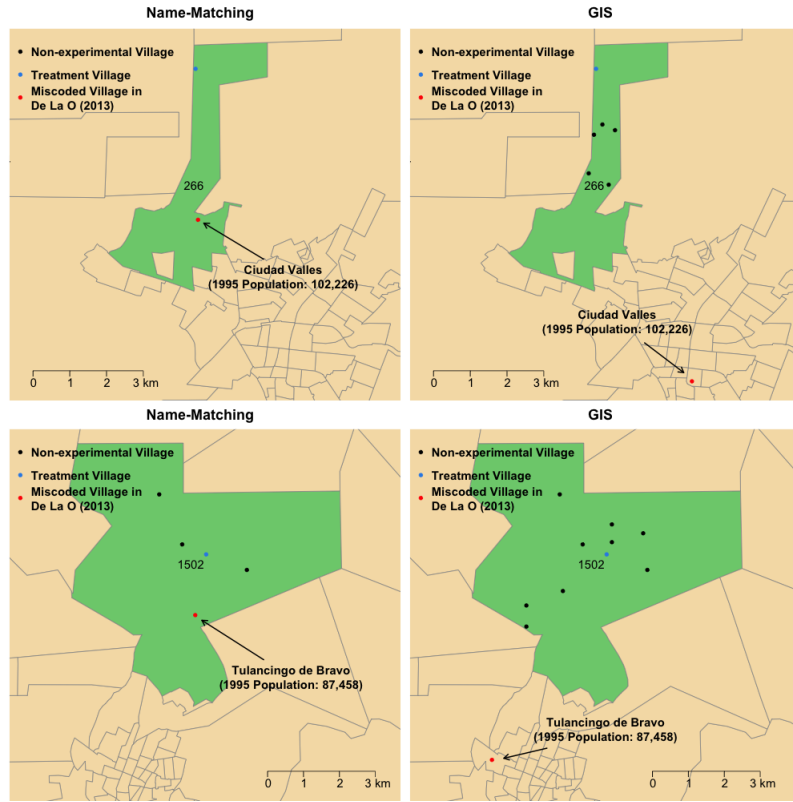 Name-Matching
Non-experimental Village
Treatment Village
Miscoded Village in
De La O (2013)
266
Ciudad Valles
(1995 Population: 102,226)
0 1 2 3 km
GIS
Non-experimental Village
Treatment Village
Miscoded Village in
De La O (2013)
266
Ciudad Valles
(1995 Population: 102,226)
0 1 2 3 km
Name-Matching
Non-experimental Village
Treatment Village
Miscoded Village in
De La O (2013)
1502
Tulancingo de Bravo
(1995 Population: 87,458)
0 1 2 3 km
GIS
Non-experimental Village
Treatment Village
Miscoded Village in
De La O (2013)
1502
Tulancingo de Bravo
(1995 Population: 87,458)
0 1 2 3 km